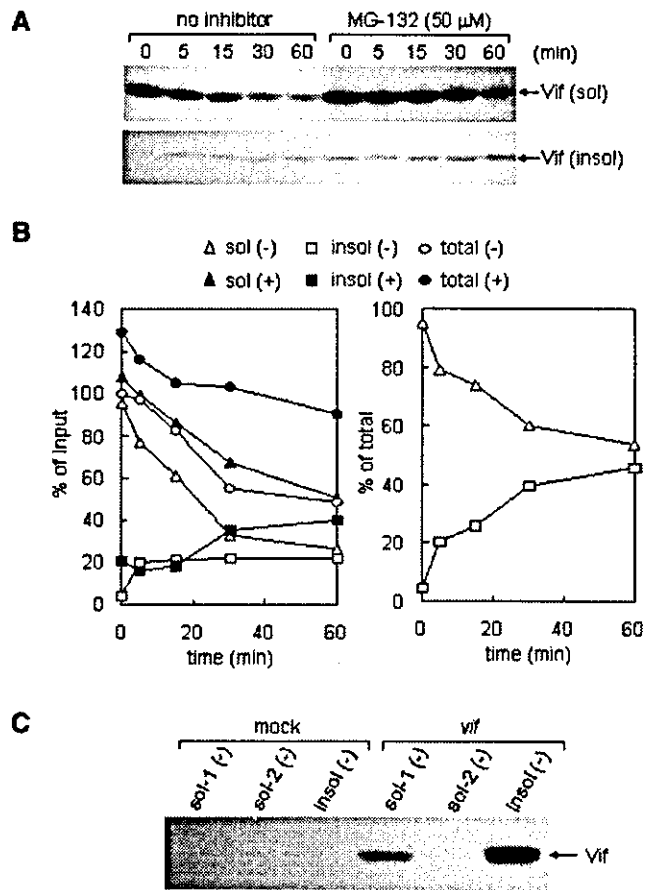 A
no inhibitor MG-132 (50 µM)
0 5 15 30 60 0 5 15 30 60 (min)
Vif (sol)
Vif (insol)
B
sol (-) insol (-) total (-)
sol (+) insol (+) total (+)
140
120
100
80
60
40
20
0
% of Input
0 20 40 60
time (min)
100
80
60
40
20
0
% of total
0 20 40 60
time (min)
C
mock vif
sol-1 (-) sol-2 (-) insol (-) sol-1 (-) sol-2 (-) insol (-)
Vif